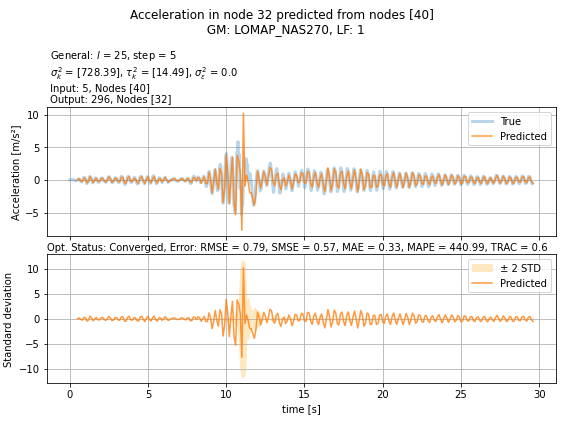 Acceleration in node 32 predicted from nodes [40]
GM: LOMAP_NAS270, LF: 1
General: l = 25, step = 5
σ²ₖ = [728.39], τ²ₖ = [14.49], σ²ε = 0.0
Input: 5, Nodes [40]
Output: 296, Nodes [32]
Acceleration [m/s²]
10
5
0
−5
True
Predicted
Opt. Status: Converged, Error: RMSE = 0.79, SMSE = 0.57, MAE = 0.33, MAPE = 440.99, TRAC = 0.6
Standard deviation
10
5
0
−5
−10
± 2 STD
Predicted
0 5 10 15 20 25 30
time [s]